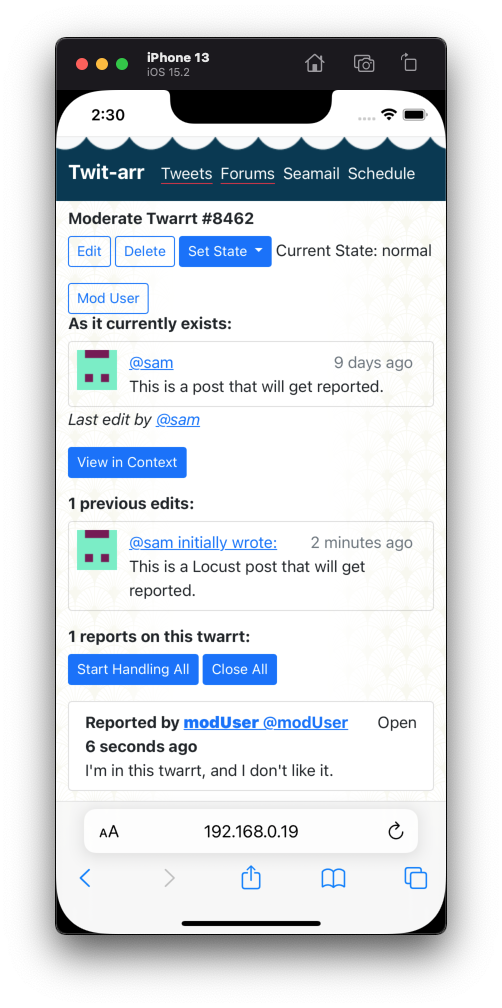 iPhone 13
iOS 15.2
2:30
Twit-arr Tweets Forums Seamail Schedule
Moderate Twarrt #8462
Edit Delete Set State Current State: normal
Mod User
As it currently exists:
@sam 9 days ago
This is a post that will get reported.
Last edit by @sam
View in Context
1 previous edits:
@sam initially wrote: 2 minutes ago
This is a Locust post that will get
reported.
1 reports on this twarrt:
Start Handling All Close All
Reported by modUser @modUser Open
6 seconds ago
I'm in this twarrt, and I don't like it.
AA 192.168.0.19